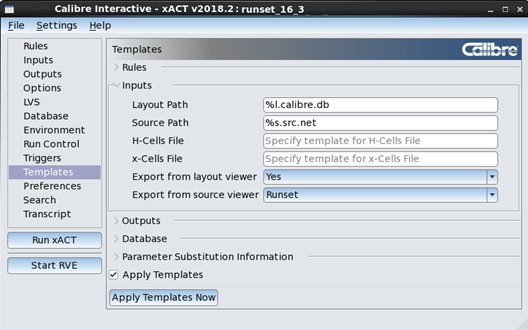 Calibre Interactive - xACT v2018.2 : runset_16_3
File Settings Help
Rules
Inputs
Outputs
Options
LVS
Database
Environment
Run Control
Triggers
Templates
Preferences
Search
Transcript
Run xACT
Start RVE
Templates
Calibre
Rules
Inputs
Layout Path %l.calibre.db
Source Path %s.src.net
H-Cells File Specify template for H-Cells File
x-Cells File Specify template for x-Cells File
Export from layout viewer Yes
Export from source viewer Runset
Outputs
Database
Parameter Substitution Information
Apply Templates
Apply Templates Now